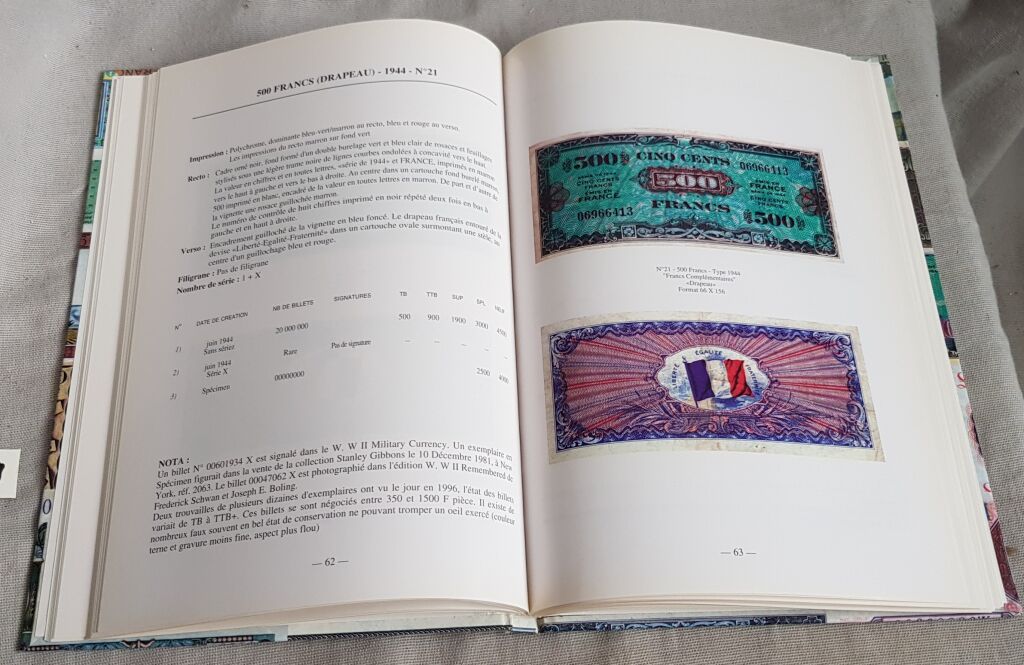 500 FRANCS (DRAPEAU) - 1944 - N°21
Impression : Polychrome, dominante bleu-vert/marron au recto, bleu et rouge au verso.
Les impressions du recto marron sur fond vert
Recto : Cadre orné noir, fond formé d'un double burelage vert et bleu clair de rosaces et feuillages
stylisés sous une légère trame noire de lignes courbes ondulées à concavité vers le haut.
La valeur en chiffres et en toutes lettres, «série de 1944» et FRANCE, imprimés en marron
vers le haut à gauche et vers le bas à droite. Au centre dans un cartouche fond bureté marron,
500 imprimé en blanc, encadré de la valeur en toutes lettres en marron. De part et d'autre de
la vignette une rosace guillochée marron.
Le numéro de contrôle de huit chiffres imprimé en noir répété deux fois en bas à
gauche et en haut à droite.
Verso : Encadrement guilloché de la vignette en bleu foncé. Le drapeau français entouré de la
devise «Liberté-Egalité-Fraternité» dans un cartouche ovale surmontant une stèle, au
centre d'un guillochage bleu et rouge.
Filigrane : Pas de filigrane
Nombre de série : 1 + X
N° DATE DE CREATION NB DE BILLETS SIGNATURES TB TTB SUP SPL NEUF
1) juin 1944 20 000 000 500 900 1900 3000 4500
Sans série
2) juin 1944 Rare Pas de signature – – – – –
Série X
3) Spécimen 00000000 2500 4000
NOTA :
Un billet N° 00601934 X est signalé dans le W. W II Military Currency. Un exemplaire en
Spécimen figurait dans la vente de la collection Stanley Gibbons le 10 Décembre 1981, à New
York, réf. 2063. Le billet 00047062 X est photographié dans l'édition W. W II Remembered de
Frederick Schwan et Joseph E. Boling.
Deux trouvailles de plusieurs dizaines d'exemplaires ont vu le jour en 1996, l'état des billets
variait de TB à TTB+. Ces billets se sont négociés entre 350 et 1500 F pièce. Il existe de
nombreux faux souvent en bel état de conservation ne pouvant tromper un oeil exercé (couleur
terne et gravure moins fine, aspect plus flou)
— 62 —
500 CINQ CENTS 06966413
CINQ CENTS
FRANCS
EMIS EN
FRANCE
500
EMIS EN
FRANCE
CINQ CENTS
FRANCS
06966413 FRANCS 500
N°21 - 500 Francs - Type 1944
"Francs Complémentaires"
«Drapeau»
Format 66 X 156
LIBERTÉ EGALITÉ FRATERNITÉ
— 63 —